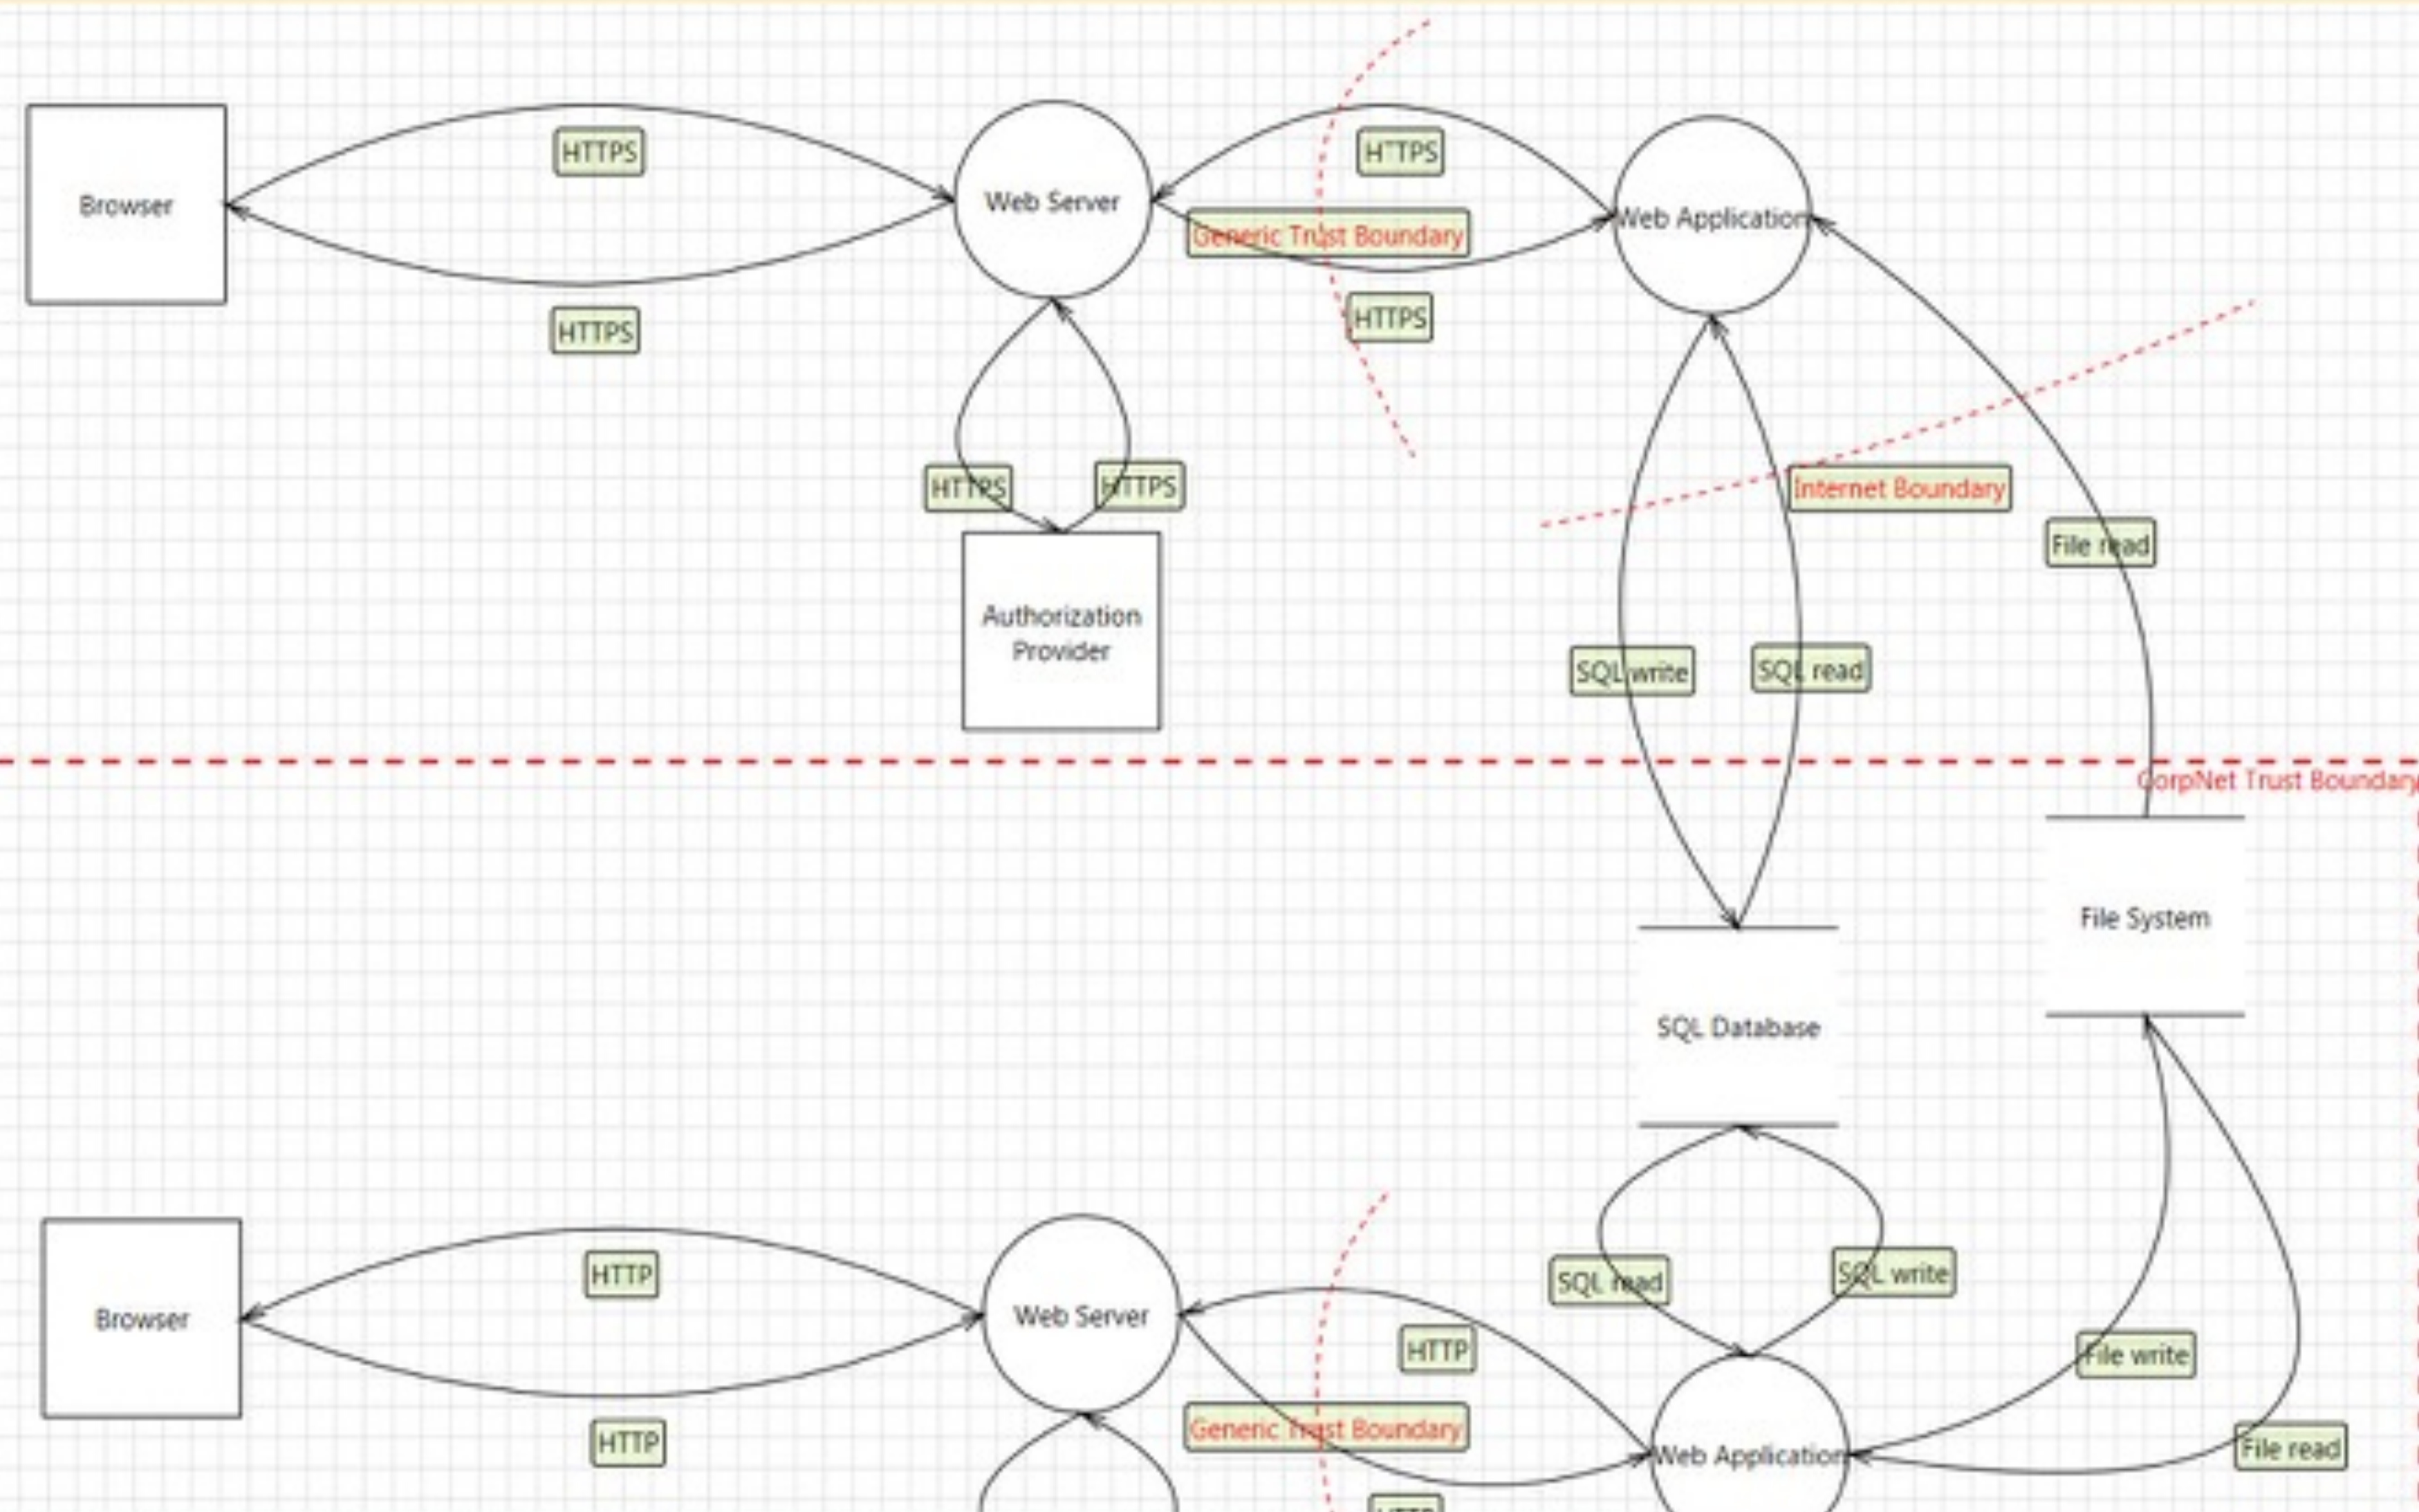 HTTPS
HTTPS
Browser
Web Server
Web Application
Generic Trust Boundary
HTTPS
HTTPS
HTTPS
HTTPS
Internet Boundary
File read
Authorization
Provider
SQL write
SQL read
CorpNet Trust Boundary
File System
SQL Database
HTTP
SQL read
SQL write
Browser
Web Server
HTTP
File write
Generic Trust Boundary
HTTP
File read
Web Application